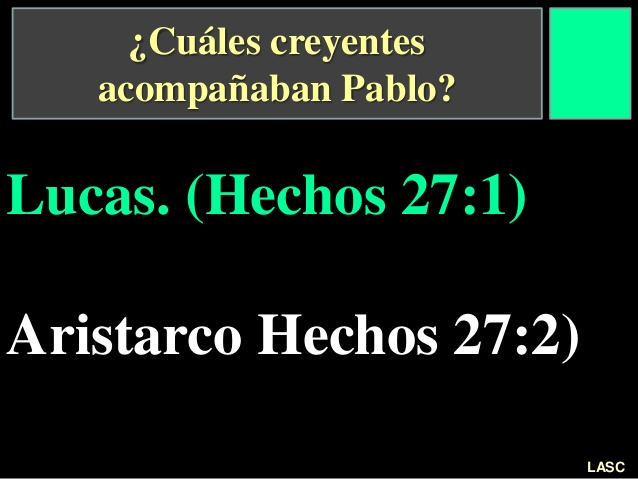 ¿Cuáles creyentes
acompañaban Pablo?
Lucas. (Hechos 27:1)
Aristarco Hechos 27:2)
LASC